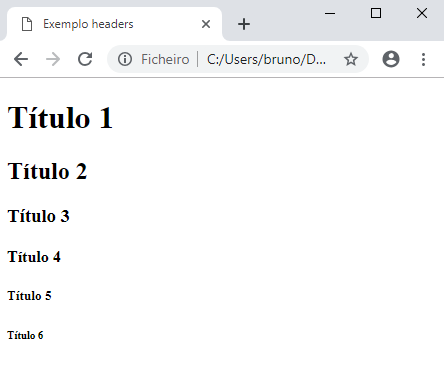 Exemplo headers
Ficheiro | C:/Users/bruno/D...
Título 1
Título 2
Título 3
Título 4
Título 5
Título 6